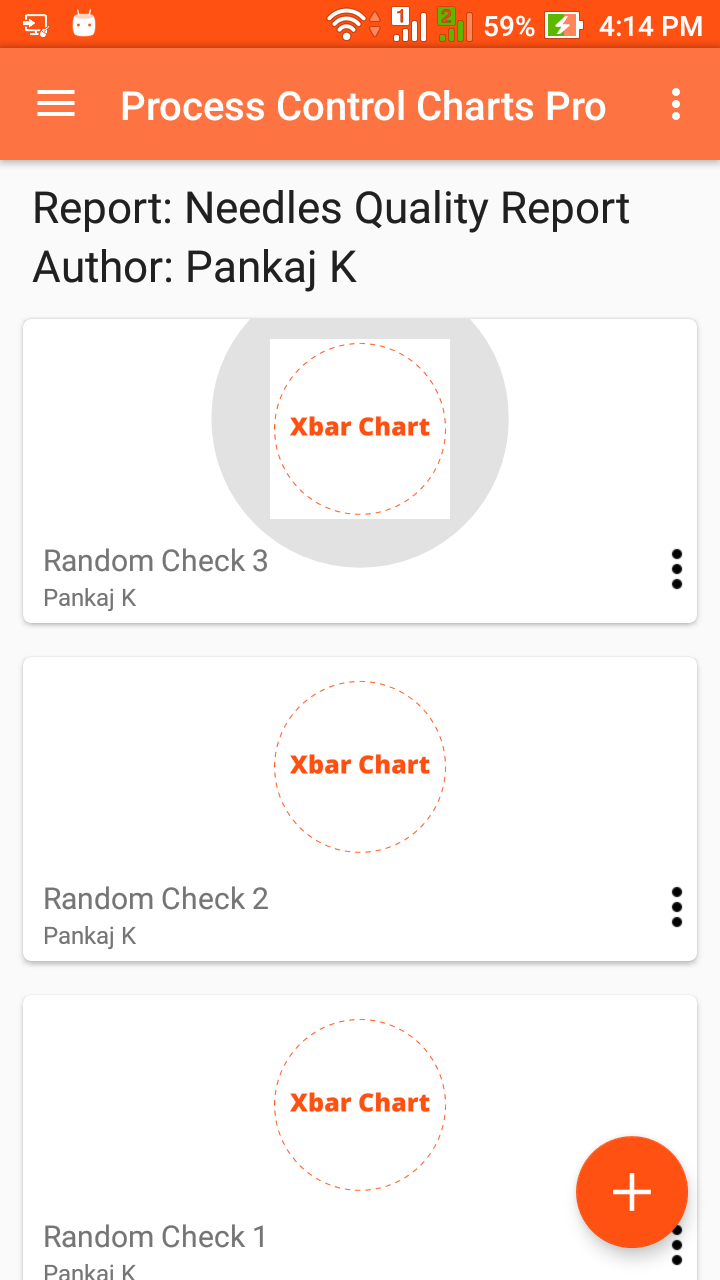 1 2 59% 4:14 PM
Process Control Charts Pro
Report: Needles Quality Report
Author: Pankaj K
Xbar Chart
Random Check 3
Pankaj K
Xbar Chart
Random Check 2
Pankaj K
Xbar Chart
Random Check 1
Pankaj K